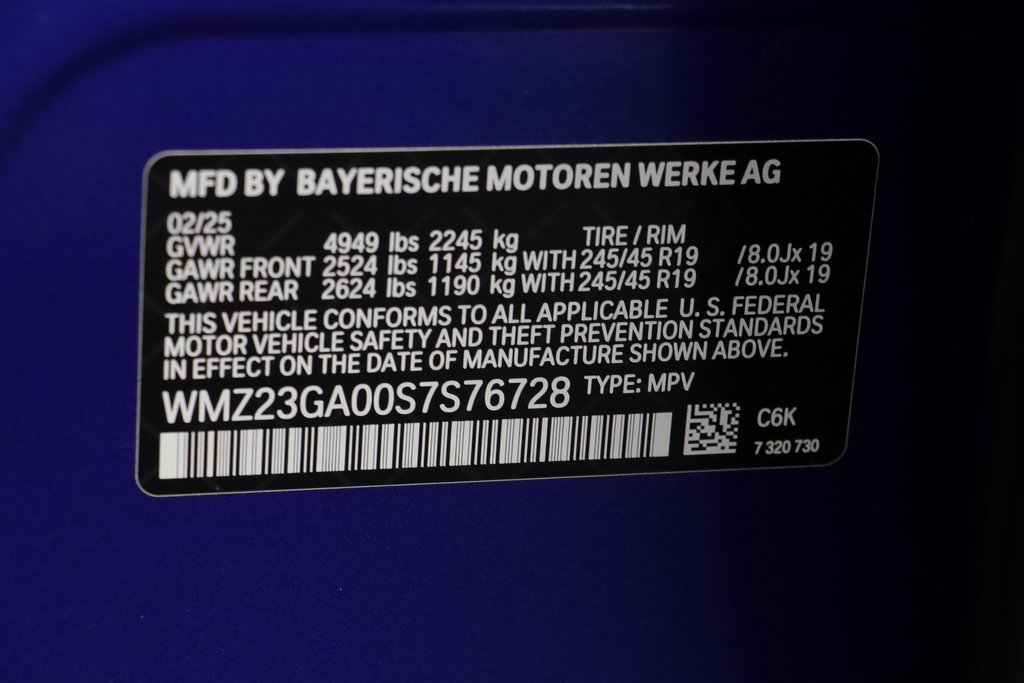 MFD BY BAYERISCHE MOTOREN WERKE AG
02/25
GVWR 4949 lbs 2245 kg TIRE / RIM
GAWR FRONT 2524 lbs 1145 kg WITH 245/45 R19 /8.0Jx 19
GAWR REAR 2624 lbs 1190 kg WITH 245/45 R19 /8.0Jx 19
THIS VEHICLE CONFORMS TO ALL APPLICABLE U. S. FEDERAL
MOTOR VEHICLE SAFETY AND THEFT PREVENTION STANDARDS
IN EFFECT ON THE DATE OF MANUFACTURE SHOWN ABOVE.
WMZ23GA00S7S76728 TYPE: MPV
C6K
7 320 730